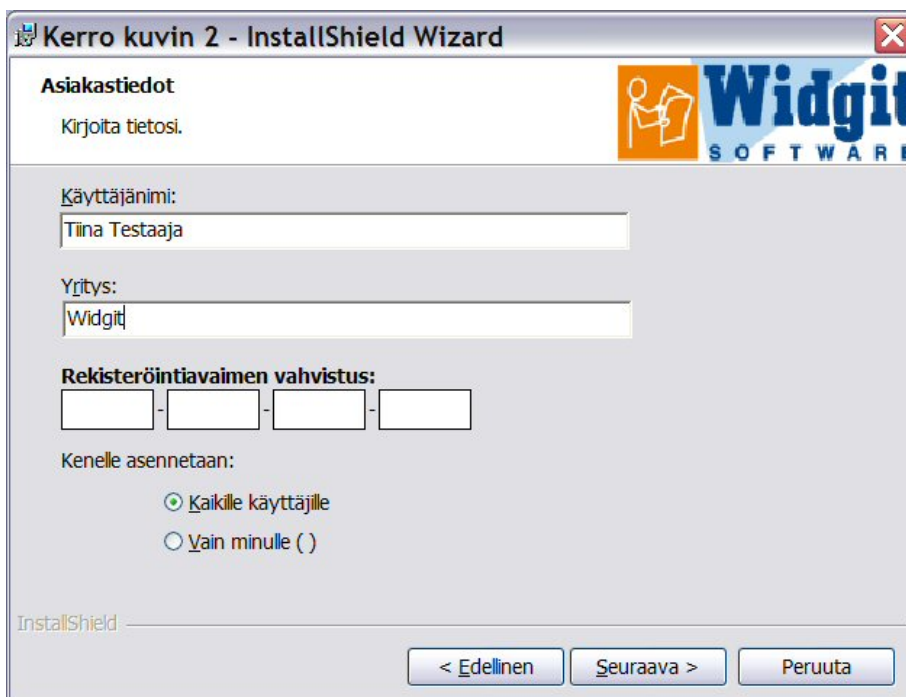 Kerro kuvin 2 - InstallShield Wizard
Asiakastiedot
Kirjoita tietosi.
Widgit
SOFTWARE
Käyttäjänimi:
Tiina Testaaja
Yritys:
Widgit
Rekisteröintiavaimen vahvistus:
- - -
Kenelle asennetaan:
Kaikille käyttäjille
Vain minulle ( )
InstallShield
< Edellinen Seuraava > Peruuta